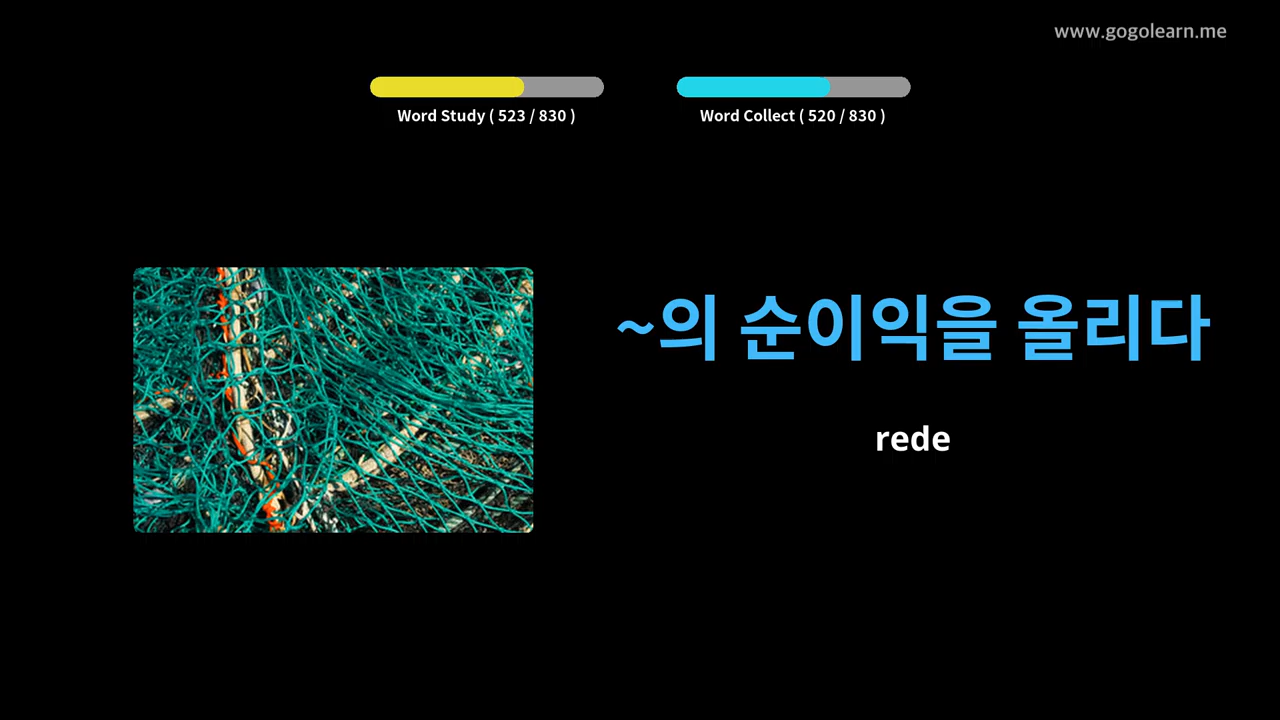 www.gogolearn.me
Word Study ( 523 / 830 )
Word Collect ( 520 / 830 )
~의 순이익을 올리다
rede